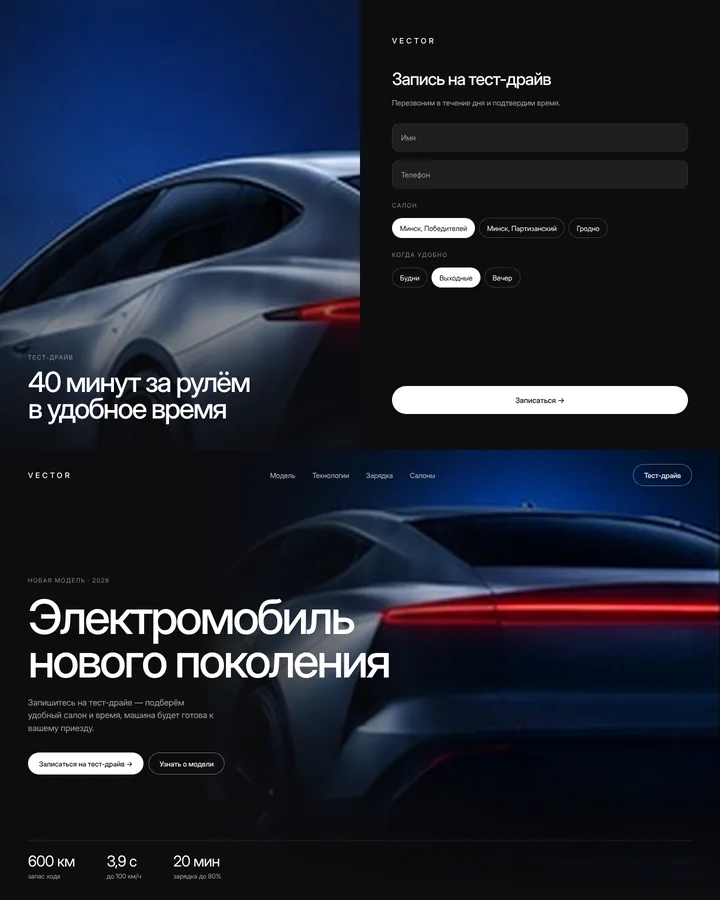 VECTOR
Запись на тест-драйв
Перезвоним в течение дня и подтвердим время.
Имя
Телефон
САЛОН
Минск, Победителей
Минск, Партизанский
Гродно
КОГДА УДОБНО
Будни
Выходные
Вечер
Записаться →
ТЕСТ-ДРАЙВ
40 минут за рулём
в удобное время
VECTOR
Модель
Технологии
Зарядка
Салоны
Тест-драйв
НОВАЯ МОДЕЛЬ · 2026
Электромобиль
нового поколения
Запишитесь на тест-драйв — подберём
удобный салон и время, машина будет готова к
вашему приезду.
Записаться на тест-драйв →
Узнать о модели
600 км
запас хода
3,9 с
до 100 км/ч
20 мин
зарядка до 80%